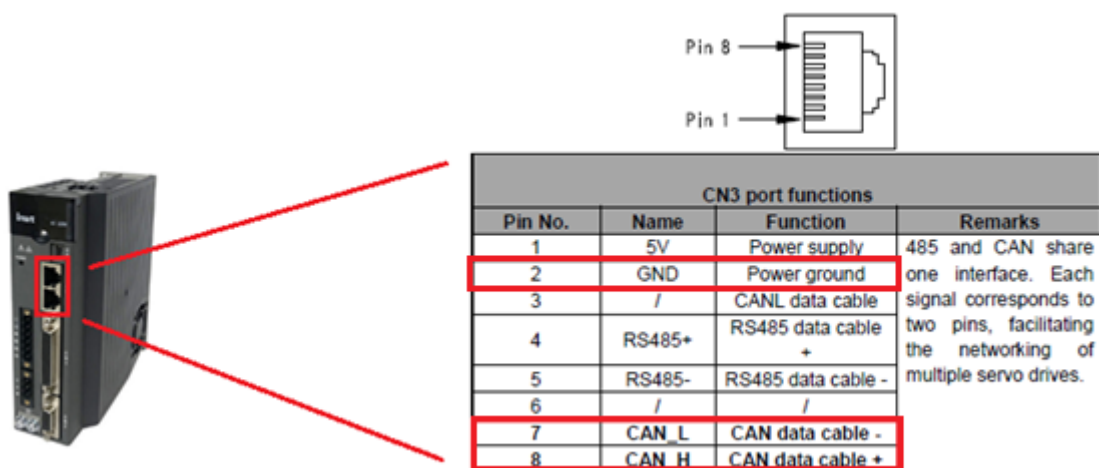 Pin 8
Pin 1
CN3 port functions
Pin No. Name Function Remarks
1 5V Power supply 485 and CAN share
2 GND Power ground one interface. Each
3 / CANL data cable signal corresponds to
4 RS485+ RS485 data cable + two pins, facilitating the networking of
5 RS485- RS485 data cable - multiple servo drives.
6 / /
7 CAN_L CAN data cable -
8 CAN_H CAN data cable +